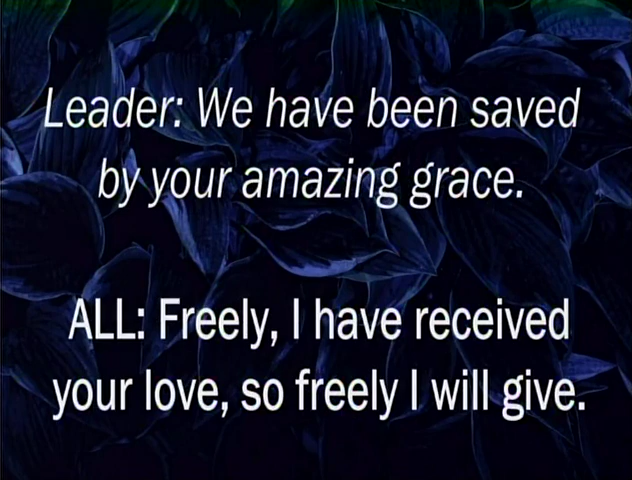 Leader: We have been saved
by your amazing grace.
ALL: Freely, I have received
your love, so freely I will give.